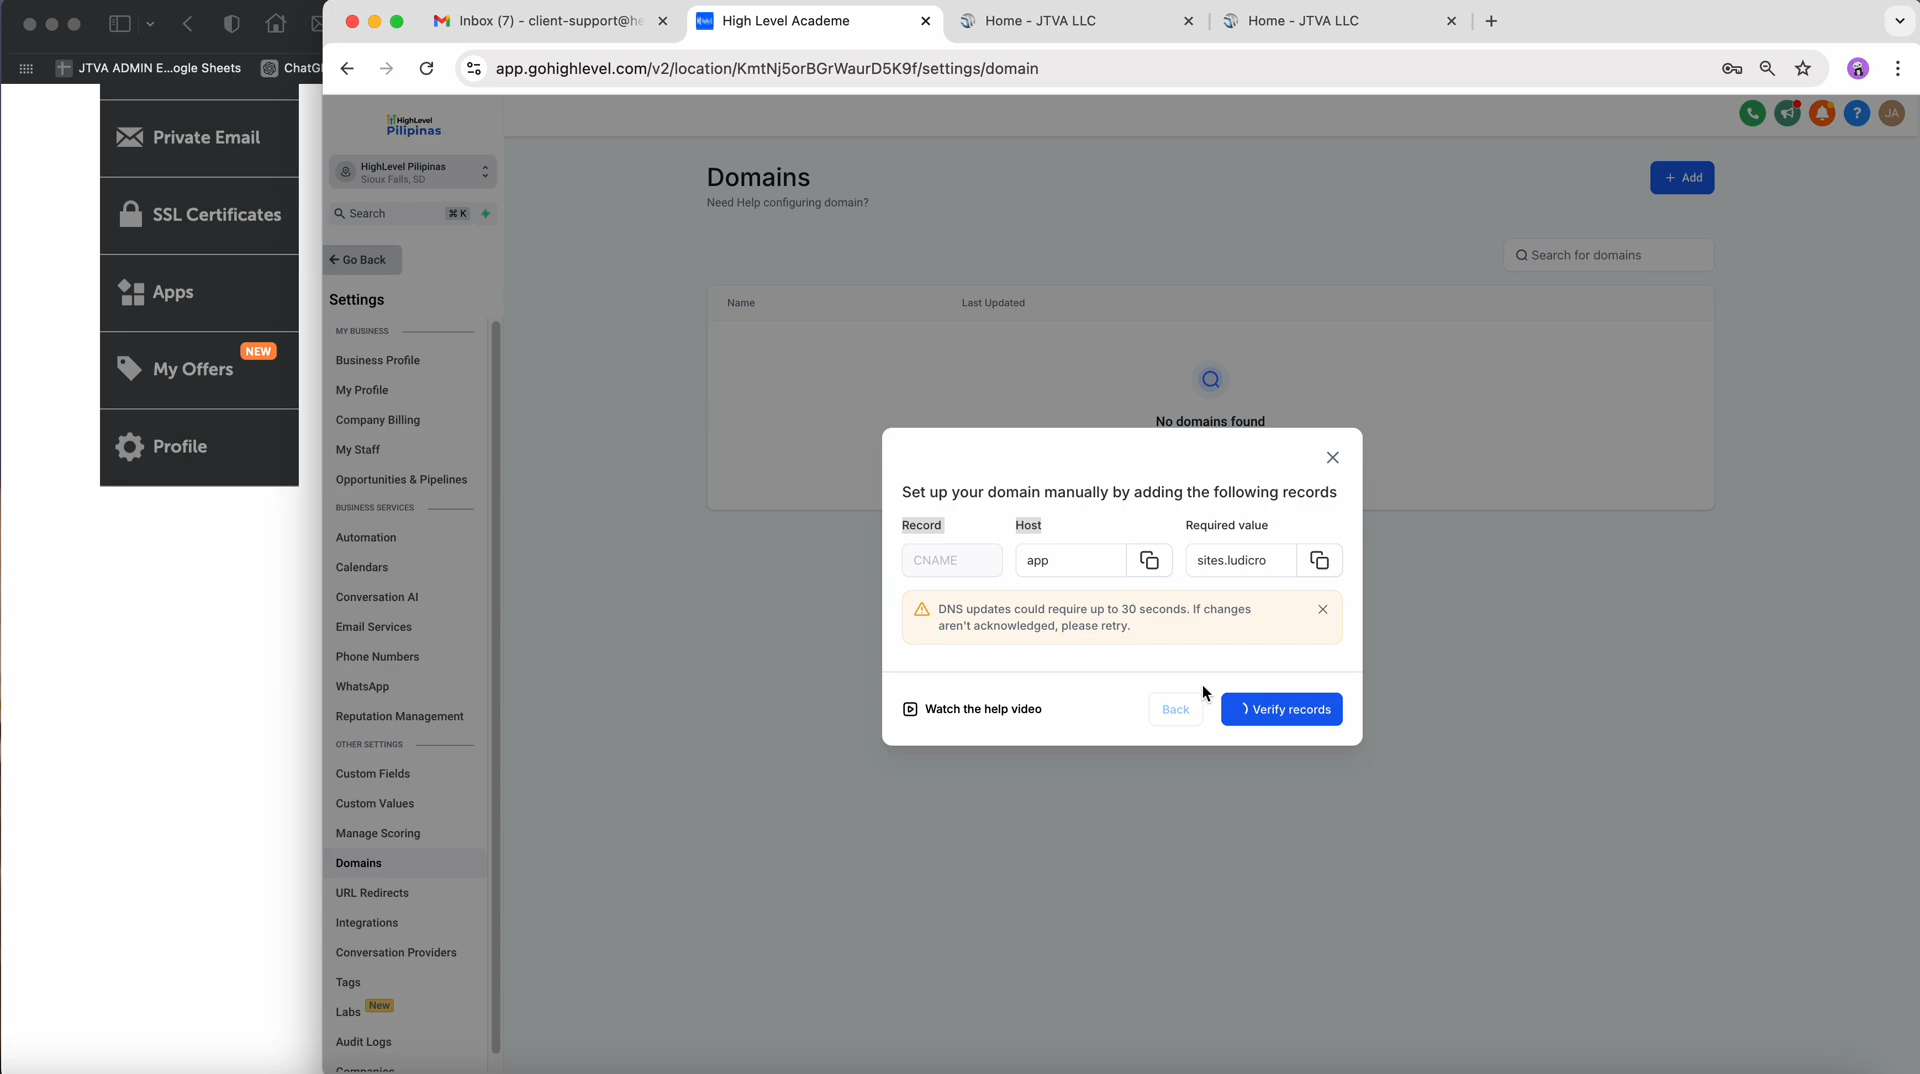 Inbox (7) - client-support@he
High Level Academe
Home - JTVA LLC
Home - JTVA LLC
JTVA ADMIN E...ogle Sheets
ChatG
app.gohighlevel.com/v2/location/KmtNj5orBGrWaurD5K9f/settings/domain
Private Email
SSL Certificates
Apps
NEW
My Offers
Profile
HighLevel
Pilipinas
HighLevel Pilipinas
Sioux Falls, SD
Search
⌘ K
Go Back
Settings
MY BUSINESS
Business Profile
My Profile
Company Billing
My Staff
Opportunities & Pipelines
BUSINESS SERVICES
Automation
Calendars
Conversation AI
Email Services
Phone Numbers
WhatsApp
Reputation Management
OTHER SETTINGS
Custom Fields
Custom Values
Manage Scoring
Domains
URL Redirects
Integrations
Conversation Providers
Tags
Labs
New
Audit Logs
Companies
JA
Domains
Need Help configuring domain?
+ Add
Search for domains
Name
Last Updated
No domains found
Set up your domain manually by adding the following records
Record
Host
Required value
CNAME
app
sites.ludicro
DNS updates could require up to 30 seconds. If changes
aren't acknowledged, please retry.
Watch the help video
Back
Verify records